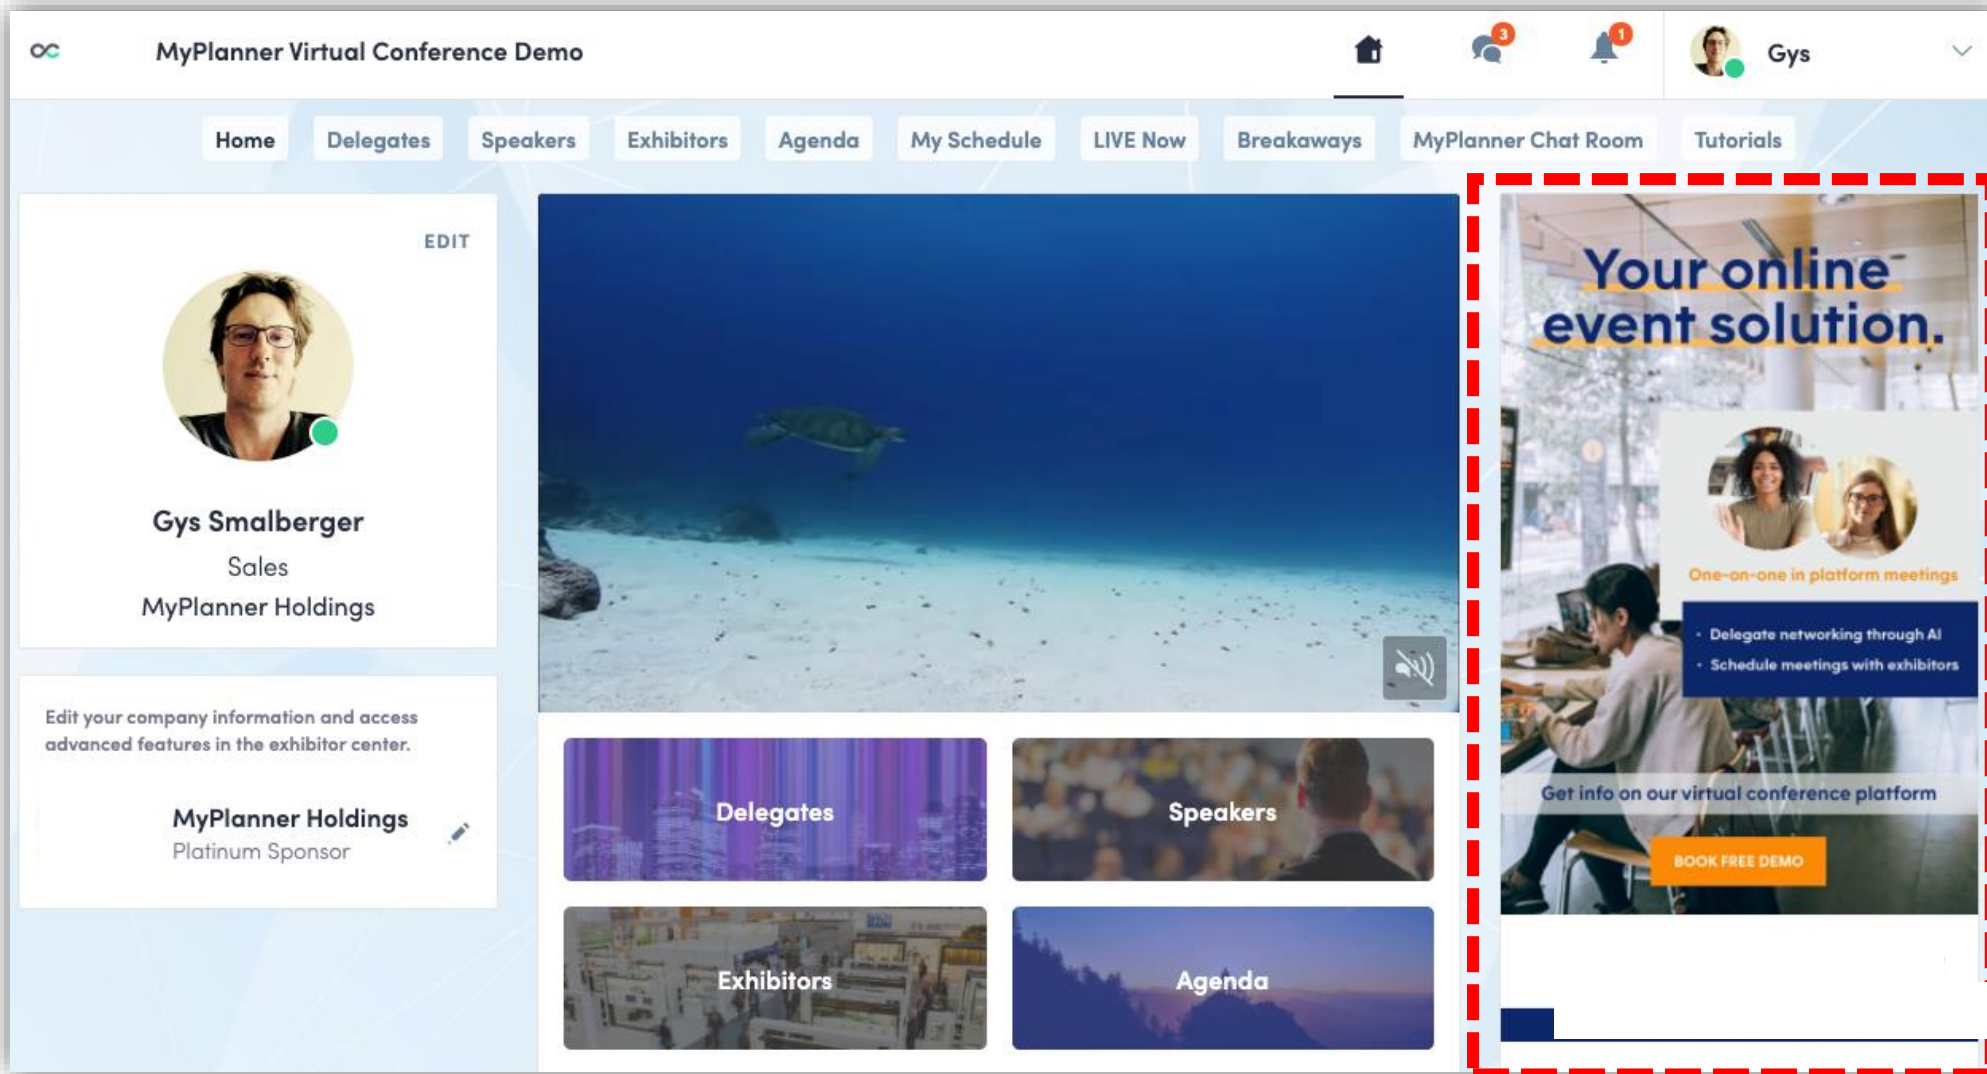 MyPlanner Virtual Conference Demo
3
1
Gys
Home
Delegates
Speakers
Exhibitors
Agenda
My Schedule
LIVE Now
Breakaways
MyPlanner Chat Room
Tutorials
EDIT
Gys Smalberger
Sales
MyPlanner Holdings
Edit your company information and access
advanced features in the exhibitor center.
MyPlanner Holdings
Platinum Sponsor
Delegates
Speakers
Exhibitors
Agenda
Your online
event solution.
One-on-one in platform meetings
· Delegate networking through AI
· Schedule meetings with exhibitors
Get info on our virtual conference platform
BOOK FREE DEMO